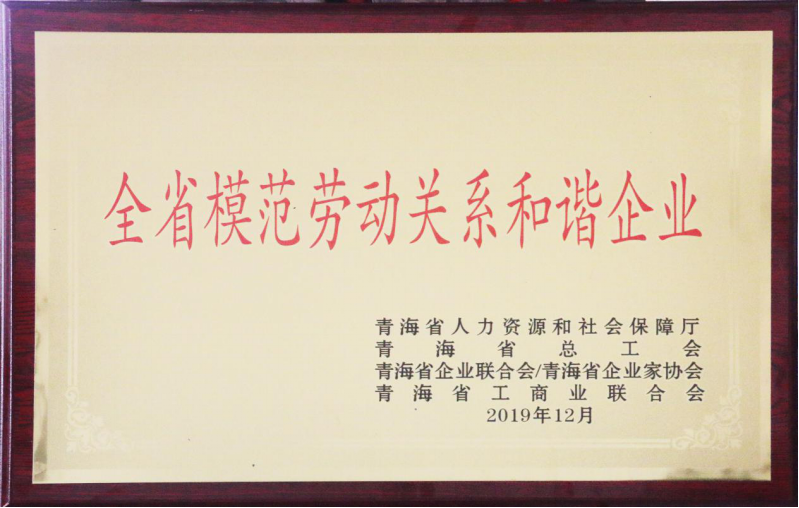 全省模范劳动关系和谐企业
青海省人力资源和社会保障厅
青海省总工会
青海省企业联合会/青海省企业家协会
青海省工商业联合会
2019年12月